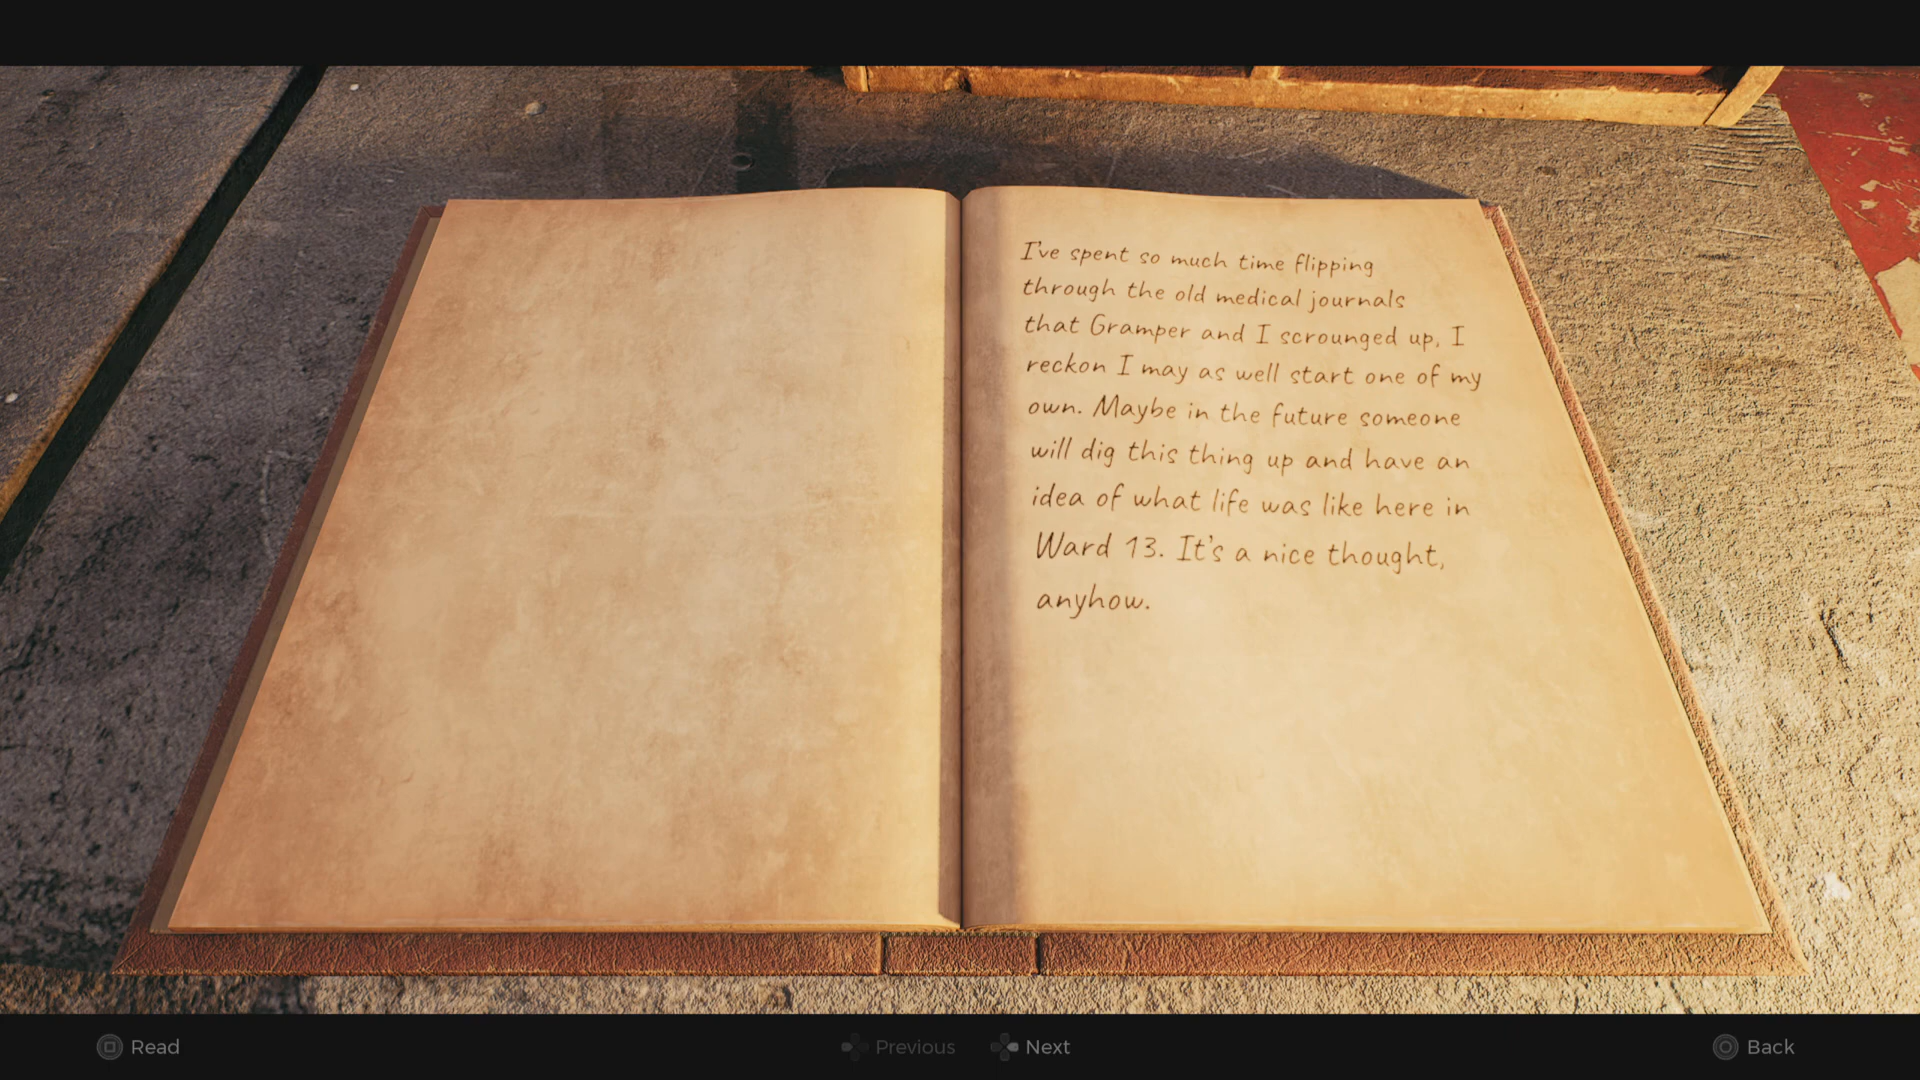 I've spent so much time flipping
through the old medical journals
that Gramper and I scrounged up, I
reckon I may as well start one of my
own. Maybe in the future someone
will dig this thing up and have an
idea of what life was like here in
Ward 13. It's a nice thought,
anyhow.
Read
Previous
Next
Back